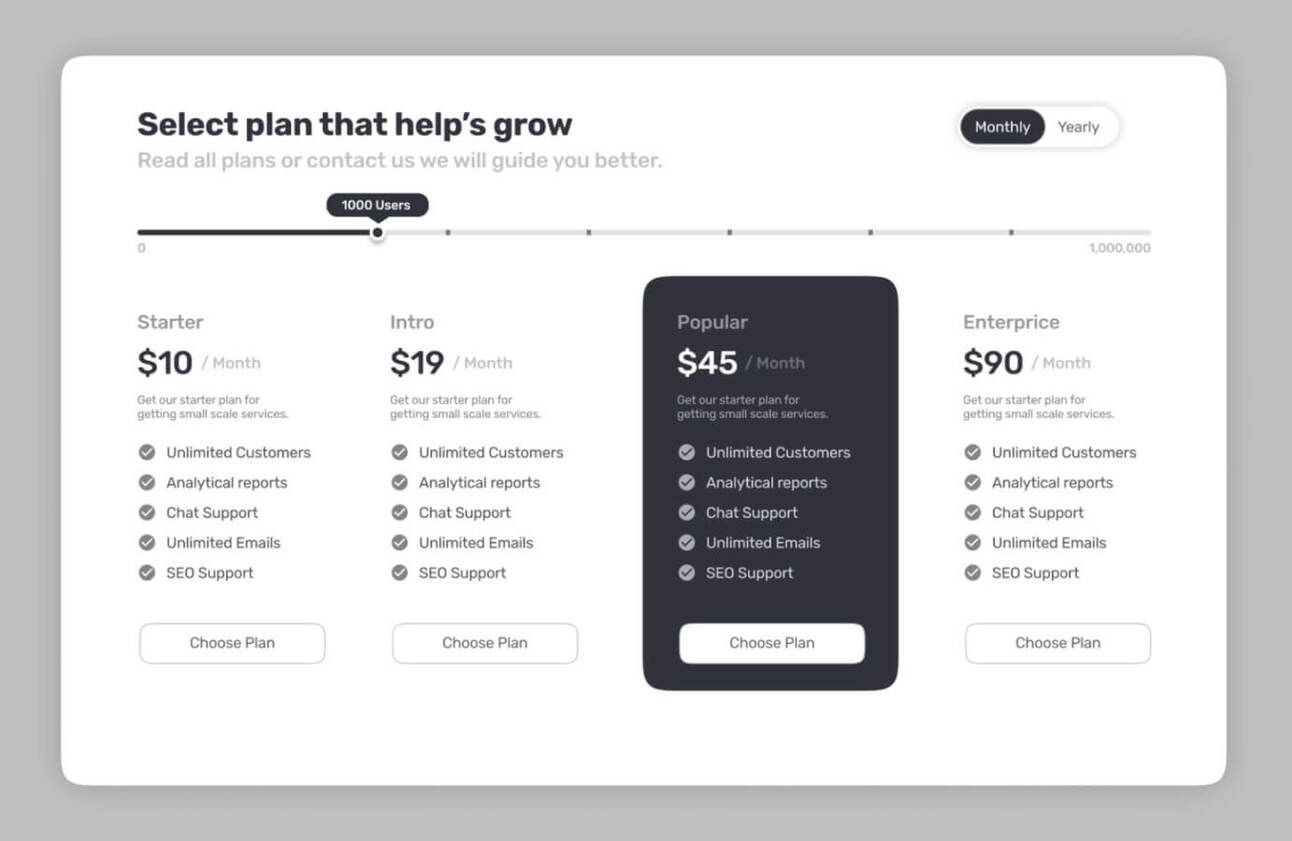 Select plan that help's grow
Monthly
Yearly
Read all plans or contact us we will guide you better.
1000 Users
0
1,000,000
Starter
$10 / Month
Get our starter plan for
getting small scale services.
Unlimited Customers
Analytical reports
Chat Support
Unlimited Emails
SEO Support
Choose Plan
Intro
$19 / Month
Get our starter plan for
getting small scale services.
Unlimited Customers
Analytical reports
Chat Support
Unlimited Emails
SEO Support
Choose Plan
Popular
$45 / Month
Get our starter plan for
getting small scale services.
Unlimited Customers
Analytical reports
Chat Support
Unlimited Emails
SEO Support
Choose Plan
Enterprice
$90 / Month
Get our starter plan for
getting small scale services.
Unlimited Customers
Analytical reports
Chat Support
Unlimited Emails
SEO Support
Choose Plan